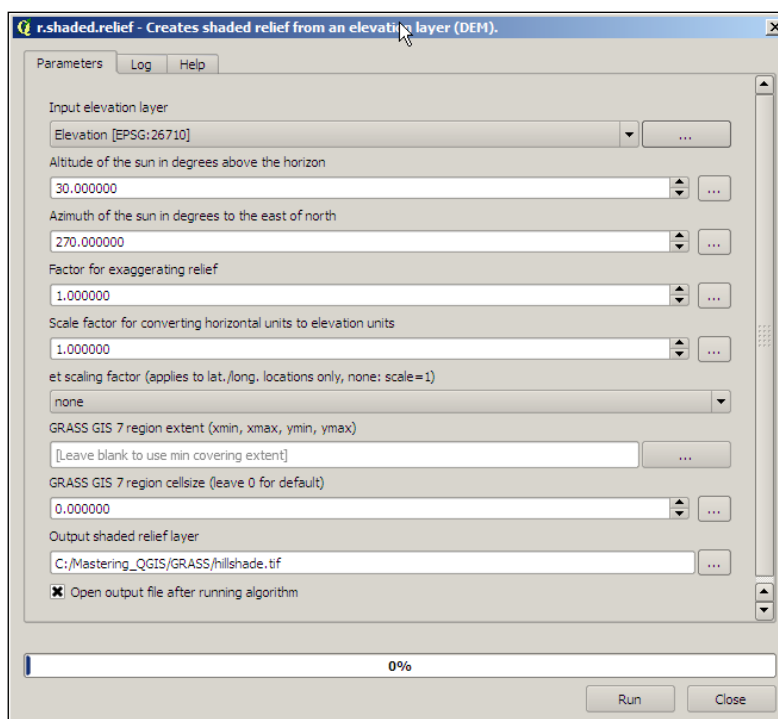 r.shaded.relief - Creates shaded relief from an elevation layer (DEM).
Parameters Log Help
Input elevation layer
Elevation [EPSG:26710] ...
Altitude of the sun in degrees above the horizon
30.000000 ...
Azimuth of the sun in degrees to the east of north
270.000000 ...
Factor for exaggerating relief
1.000000 ...
Scale factor for converting horizontal units to elevation units
1.000000 ...
et scaling factor (applies to lat./long. locations only, none: scale=1)
none
GRASS GIS 7 region extent (xmin, xmax, ymin, ymax)
[Leave blank to use min covering extent] ...
GRASS GIS 7 region cellsize (leave 0 for default)
0.000000 ...
Output shaded relief layer
C:/Mastering_QGIS/GRASS/hillshade.tif ...
Open output file after running algorithm
0%
Run Close